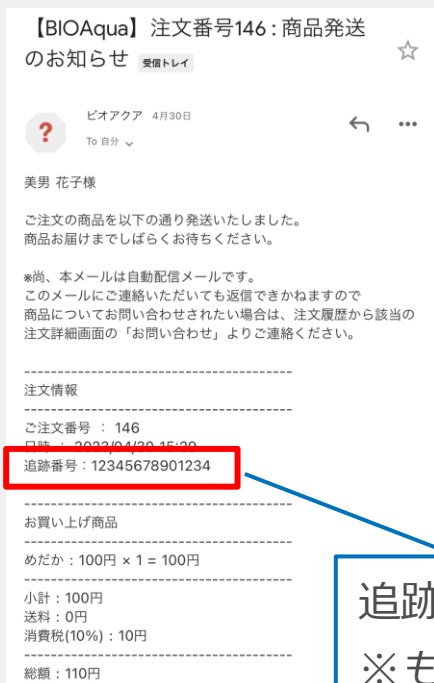 【BIOAqua】注文番号146 : 商品発送
のお知らせ 受信トレイ
?
ビオアクア 4月30日
To 自分
美男 花子様
ご注文の商品を以下の通り発送いたしました。
商品お届けまでしばらくお待ちください。
※尚、本メールは自動配信メールです。
このメールにご連絡いただいても返信できかねますので
商品についてお問い合わせされたい場合は、注文履歴から該当の
注文詳細画面の「お問い合わせ」よりご連絡ください。
----------------------------------------
注文情報
----------------------------------------
ご注文番号 : 146
日時 : 2023/04/30 15:29
追跡番号:12345678901234
----------------------------------------
お買い上げ商品
----------------------------------------
めだか:100円 × 1 = 100円
----------------------------------------
小計:100円
送料:0円
消費税(10%):10円
----------------------------------------
総額:110円
追跡
※も